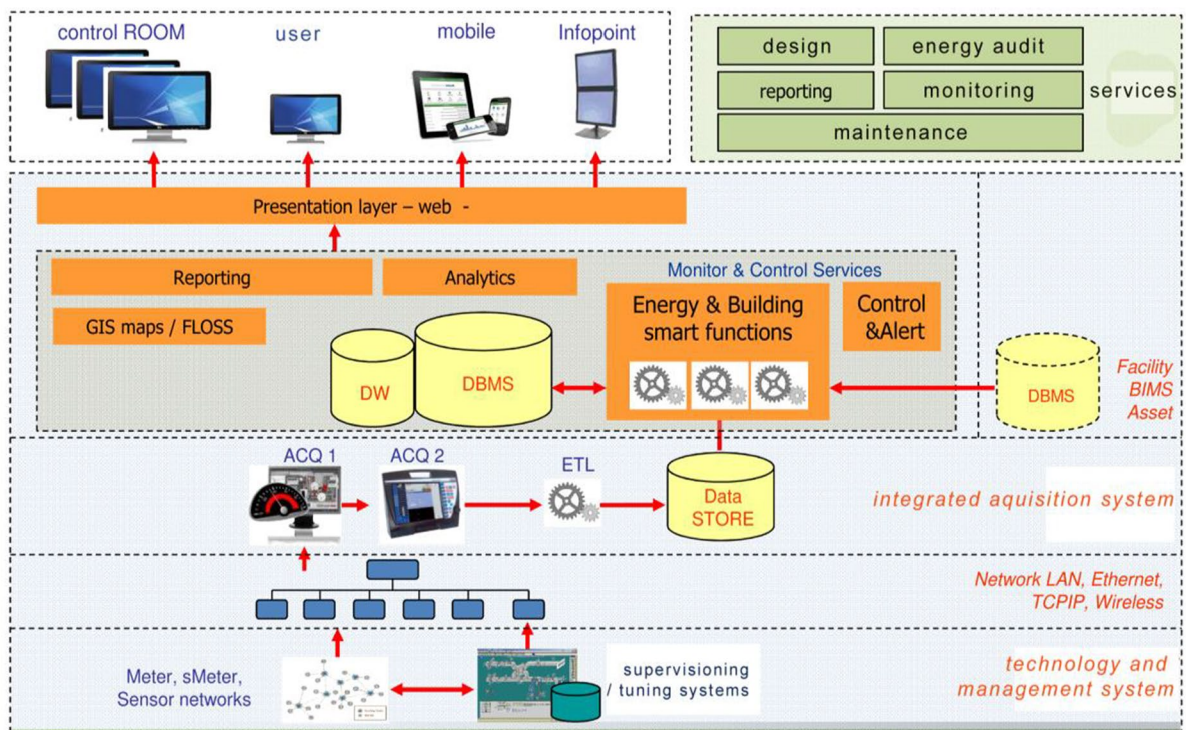 control ROOM
user
mobile
Infopoint
design
energy audit
reporting
monitoring
services
maintenance
Presentation layer – web -
Reporting
Analytics
Monitor & Control Services
GIS maps / FLOSS
Energy & Building
smart functions
Control
&Alert
DW
DBMS
DBMS
Facility
BIMS
Asset
ACQ 1
ACQ 2
ETL
Data
STORE
integrated aquisition system
Network LAN, Ethernet,
TCPIP, Wireless
Meter, sMeter,
Sensor networks
supervisioning
/ tuning systems
technology and
management system